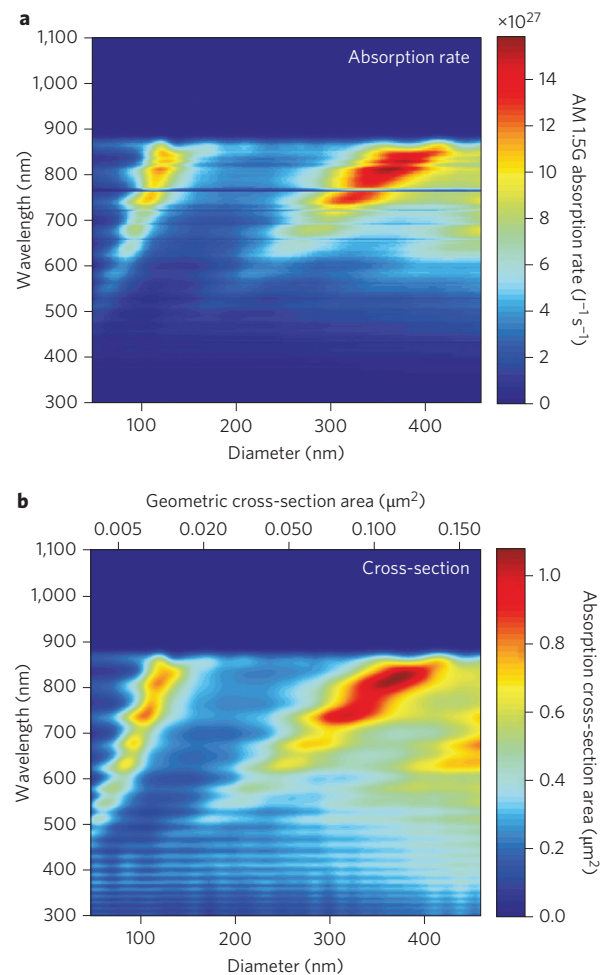 a
×10²⁷
1,100
1,000
900
800
700
600
500
400
300
Absorption rate
14
12
10
8
6
4
2
0
Wavelength (nm)
AM 1.5G absorption rate (J⁻¹ s⁻¹)
100 200 300 400
Diameter (nm)
b
Geometric cross-section area (μm²)
0.005 0.020 0.050 0.100 0.150
1,100
1,000
900
800
700
600
500
400
300
Cross-section
1.0
0.8
0.6
0.4
0.2
0.0
Wavelength (nm)
Absorption cross-section area (μm²)
100 200 300 400
Diameter (nm)